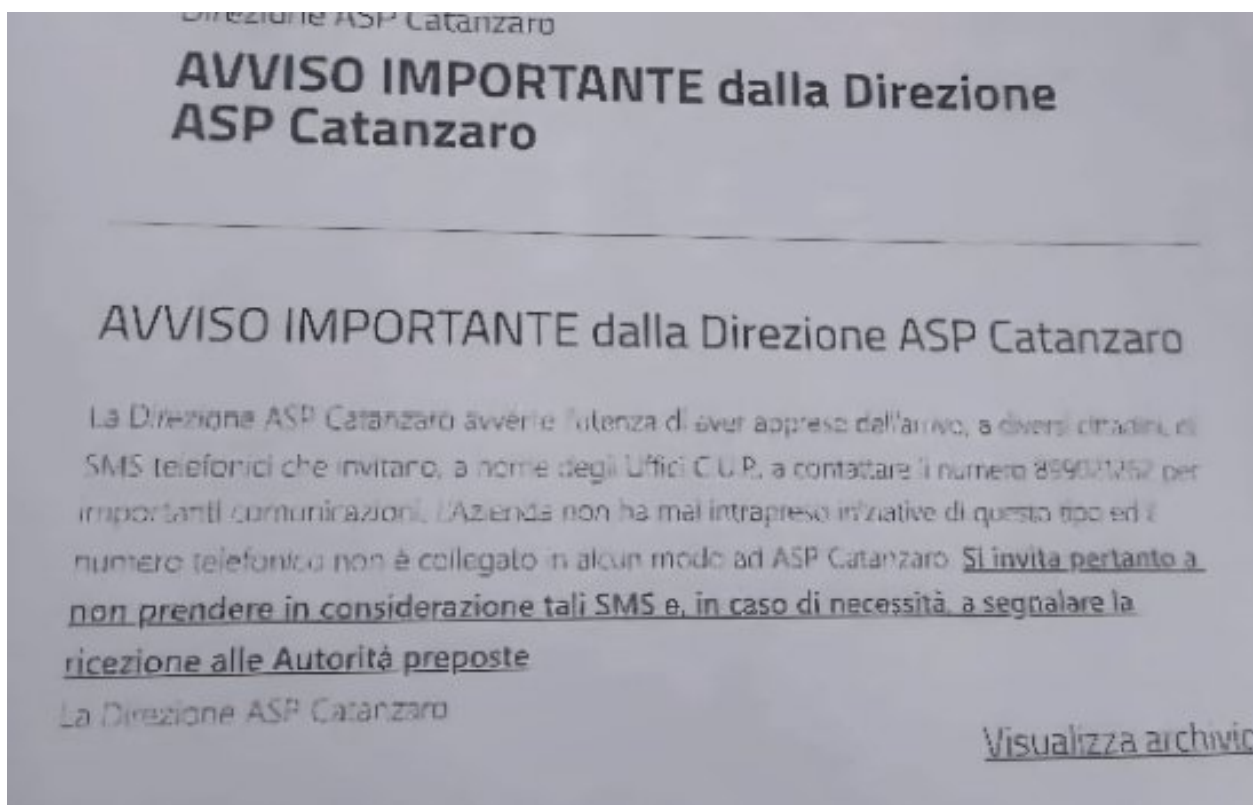 Direzione ASP Catanzaro
AVVISO IMPORTANTE dalla Direzione
ASP Catanzaro
AVVISO IMPORTANTE dalla Direzione ASP Catanzaro
La Direzione ASP Catanzaro avverte l'utenza di aver appreso dell'arrivo, a diversi cittadini, di
SMS telefonici che invitano, a nome degli Uffici C.U.P. a contattare il numero per
importanti comunicazioni. L'Azienda non ha mai intrapreso iniziative di questo tipo ed il
numero telefonico non è collegato in alcun modo ad ASP Catanzaro. Si invita pertanto a
non prendere in considerazione tali SMS e, in caso di necessità, a segnalare la
ricezione alle Autorità preposte
La Direzione ASP Catanzaro
Visualizza archivio